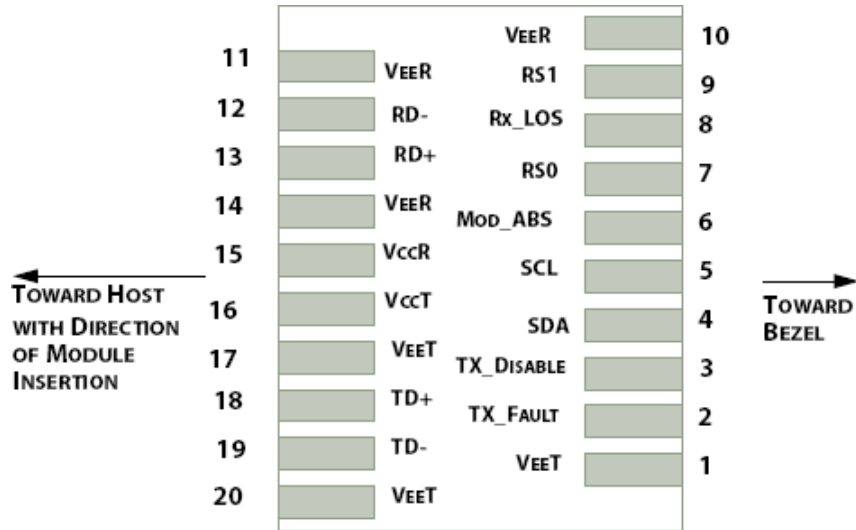 VEER 10
11 VEER
RS1 9
12 RD-
Rx_LOS 8
13 RD+
RS0 7
14 VEER
MOD_ABS 6
15 VCCR
SCL 5
TOWARD HOST
WITH DIRECTION
OF MODULE
INSERTION
TOWARD
BEZEL
16 VCCT
SDA 4
17 VEET
TX_DISABLE 3
18 TD+
TX_FAULT 2
19 TD-
VEET 1
20 VEET